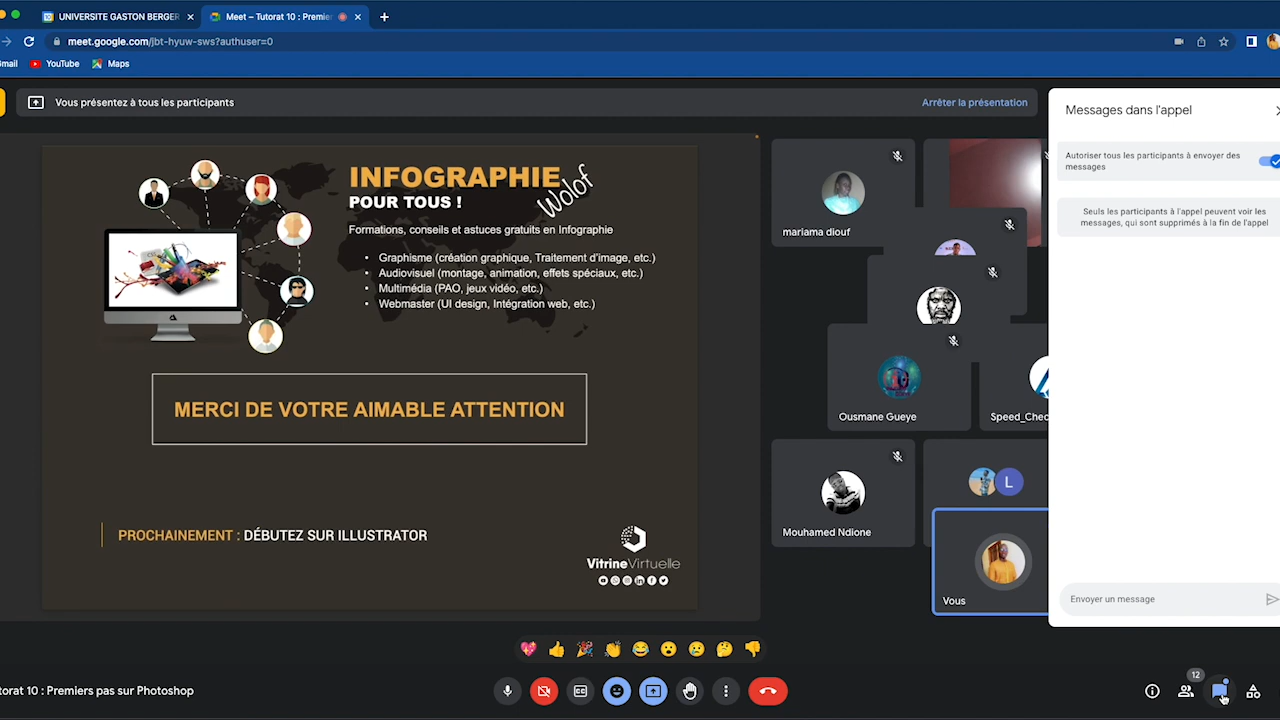 UNIVERSITE GASTON BERGER
Meet – Tutorat 10 : Premie
meet.google.com/jbt-hyuw-sws?authuser=0
mail
YouTube
Maps
Vous présentez à tous les participants
Arrêter la présentation
INFOGRAPHIE
Wolof
POUR TOUS !
Formations, conseils et astuces gratuits en Infographie
• Graphisme (création graphique, Traitement d'image, etc.)
• Audiovisuel (montage, animation, effets spéciaux, etc.)
• Multimédia (PAO, jeux vidéo, etc.)
• Webmaster (UI design, Intégration web, etc.)
MERCI DE VOTRE AIMABLE ATTENTION
PROCHAINEMENT : DÉBUTEZ SUR ILLUSTRATOR
VitrineVirtuelle
mariama diouf
Ousmane Gueye
Speed_Chec
Mouhamed Ndione
L
Vous
Messages dans l'appel
Autoriser tous les participants à envoyer des
messages
Seuls les participants à l'appel peuvent voir les
messages, qui sont supprimés à la fin de l'appel
Envoyer un message
torat 10 : Premiers pas sur Photoshop
CC
12